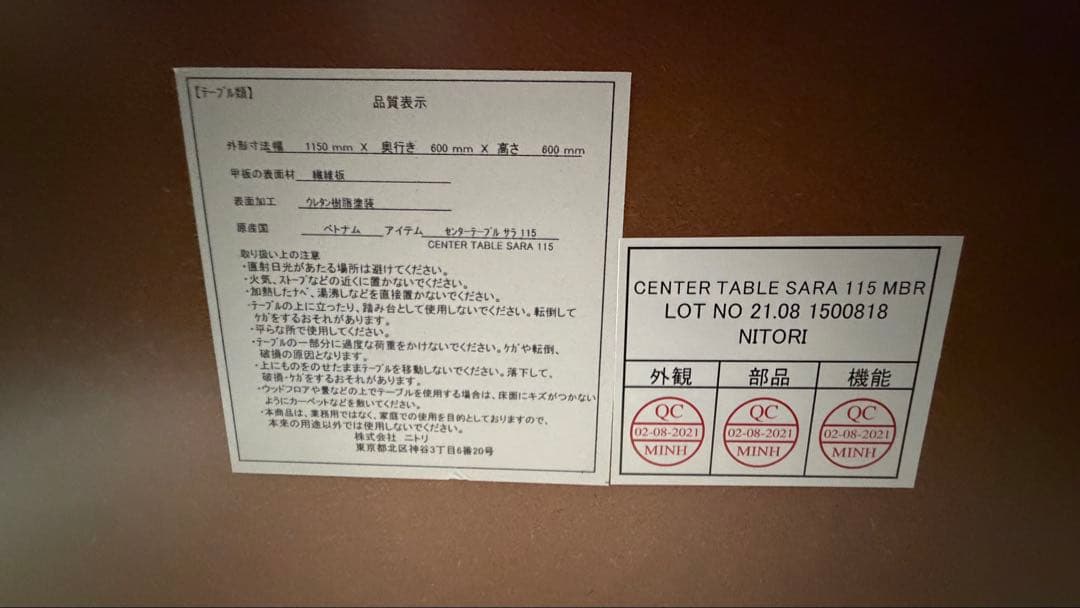 【テーブル類】
品質表示
外形寸法幅 1150 mm X 奥行き 600 mm X 高さ 600 mm
甲板の表面材 繊維板
表面加工 ウレタン樹脂塗装
原産国 ベトナム アイテム センターテーブル サラ 115
CENTER TABLE SARA 115
取り扱い上の注意
・直射日光があたる場所は避けてください。
・火気、ストーブなどの近くに置かないでください。
・加熱したナベ、湯沸しなどを直接置かないでください。
・テーブルの上に立ったり、踏み台として使用しないでください。転倒して
ケガをするおそれがあります。
・平らな所で使用してください。
・テーブルの一部分に過度な荷重をかけないでください。ケガや転倒、
破損の原因となります。
・上にものをのせたままテーブルを移動しないでください。落下して、
破損・ケガをするおそれがあります。
・ウッドフロアや畳などの上でテーブルを使用する場合は、床面にキズがつかない
ようにカーペットなどを敷いてください。
・本商品は、業務用ではなく、家庭での使用を目的としておりますので、
本来の用途以外では使用しないでください。
株式会社 ニトリ
東京都北区神谷3丁目6番20号
CENTER TABLE SARA 115 MBR
LOT NO 21.08 1500818
NITORI
外観 部品 機能
QC QC QC
02-08-2021 02-08-2021 02-08-2021
MINH MINH MINH